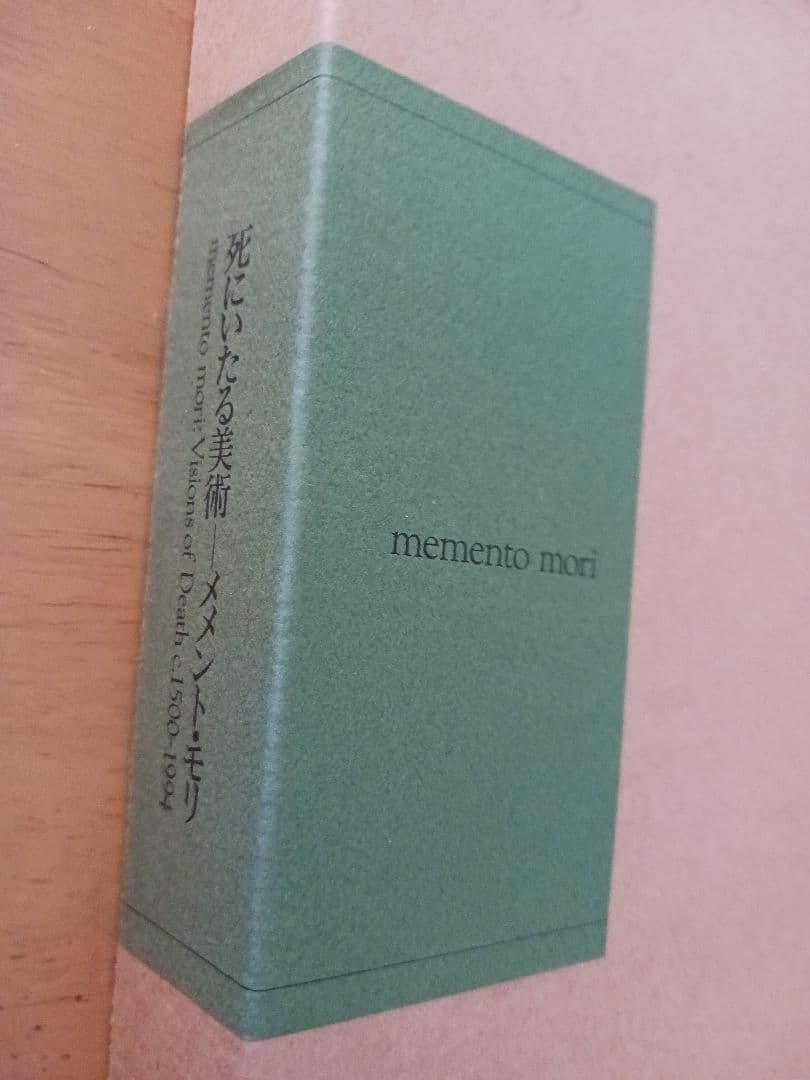 死にいたる美術──メメント・モリ
memento mori: Visions of Death c.1500-1994
memento mori